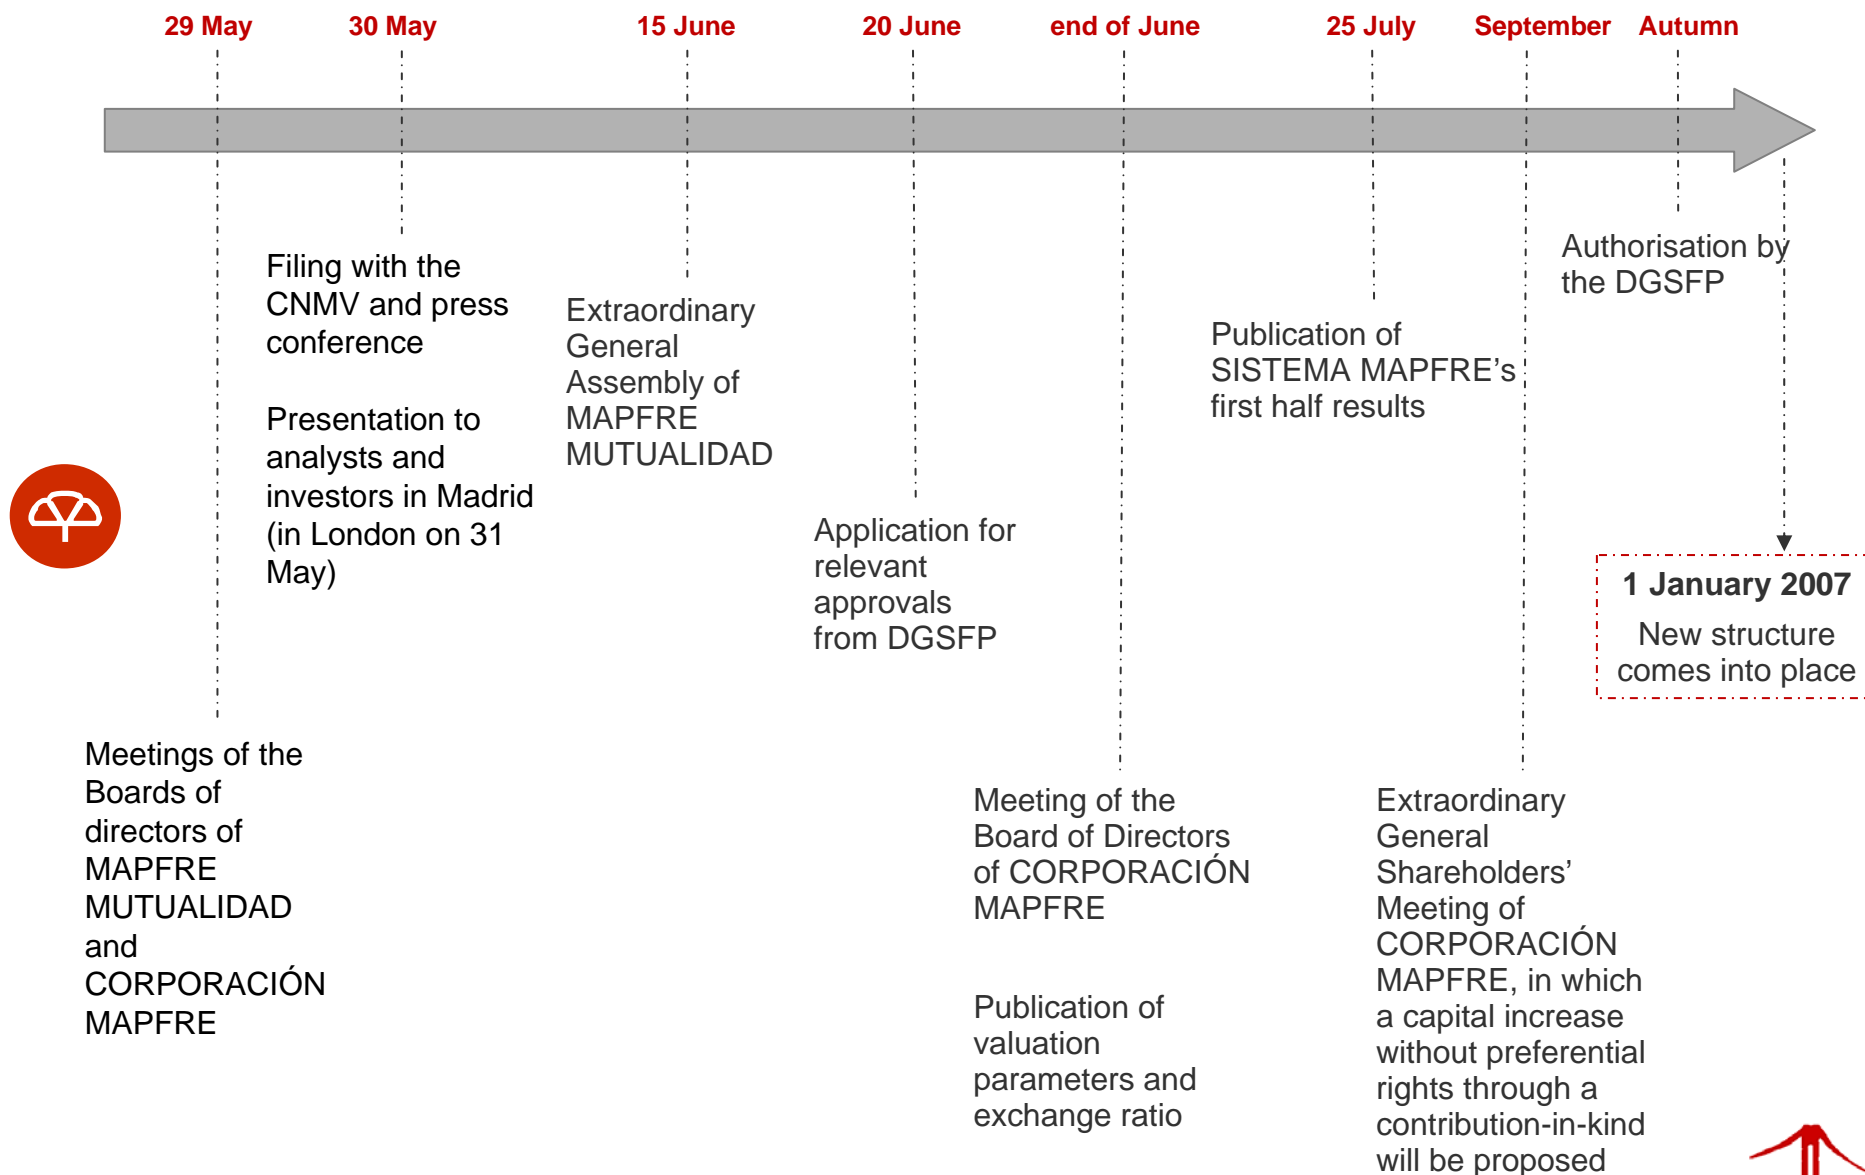 29 May
30 May
15 June
20 June
end of June
25 July
September
Autumn
Filing with the
CNMV and press
conference
Presentation to
analysts and
investors in Madrid
(in London on 31
May)
Extraordinary
General
Assembly of
MAPFRE
MUTUALIDAD
Application for
relevant
approvals
from DGSFP
Publication of
SISTEMA MAPFRE’s
first half results
Authorisation by
the DGSFP
1 January 2007
New structure
comes into place
Meetings of the
Boards of
directors of
MAPFRE
MUTUALIDAD
and
CORPORACIÓN
MAPFRE
Meeting of the
Board of Directors
of CORPORACIÓN
MAPFRE
Publication of
valuation
parameters and
exchange ratio
Extraordinary
General
Shareholders’
Meeting of
CORPORACIÓN
MAPFRE, in which
a capital increase
without preferential
rights through a
contribution-in-kind
will be proposed